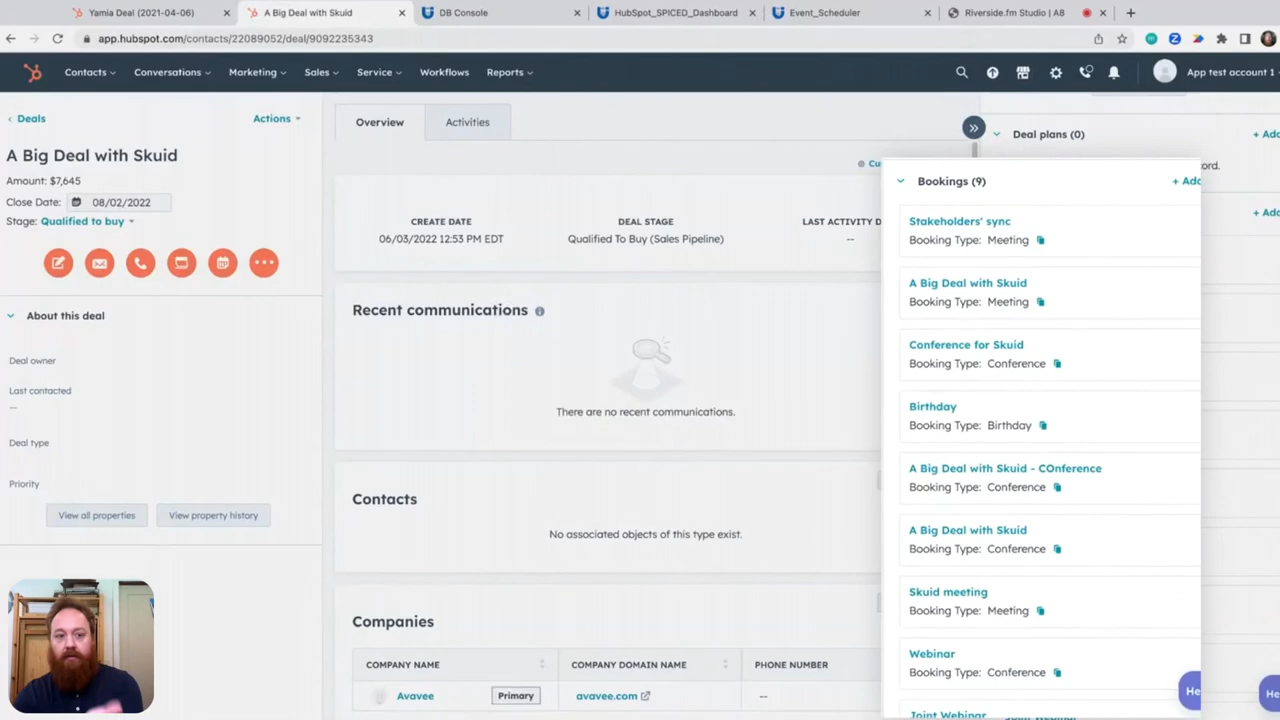 Yamia Deal (2021-04-06)
A Big Deal with Skuid
DB Console
HubSpot_SPICED_Dashboard
Event_Scheduler
Riverside.fm Studio | A8
app.hubspot.com/contacts/22089052/deal/9092235343
Contacts
Conversations
Marketing
Sales
Service
Workflows
Reports
App test account 1
Deals
Actions
A Big Deal with Skuid
Amount: $7,645
Close Date: 08/02/2022
Stage: Qualified to buy
About this deal
Deal owner
Last contacted
--
Deal type
Priority
View all properties
View property history
Overview
Activities
Cu
CREATE DATE
06/03/2022 12:53 PM EDT
DEAL STAGE
Qualified To Buy (Sales Pipeline)
LAST ACTIVITY D
--
Recent communications
There are no recent communications.
Contacts
No associated objects of this type exist.
Companies
COMPANY NAME
COMPANY DOMAIN NAME
PHONE NUMBER
Avavee
Primary
avavee.com
--
Deal plans (0)
+ Add
ord.
+ Add
Bookings (9)
+ Add
Stakeholders' sync
Booking Type: Meeting
A Big Deal with Skuid
Booking Type: Meeting
Conference for Skuid
Booking Type: Conference
Birthday
Booking Type: Birthday
A Big Deal with Skuid - COnference
Booking Type: Conference
A Big Deal with Skuid
Booking Type: Conference
Skuid meeting
Booking Type: Meeting
Webinar
Booking Type: Conference
Joint Webinar
He
He